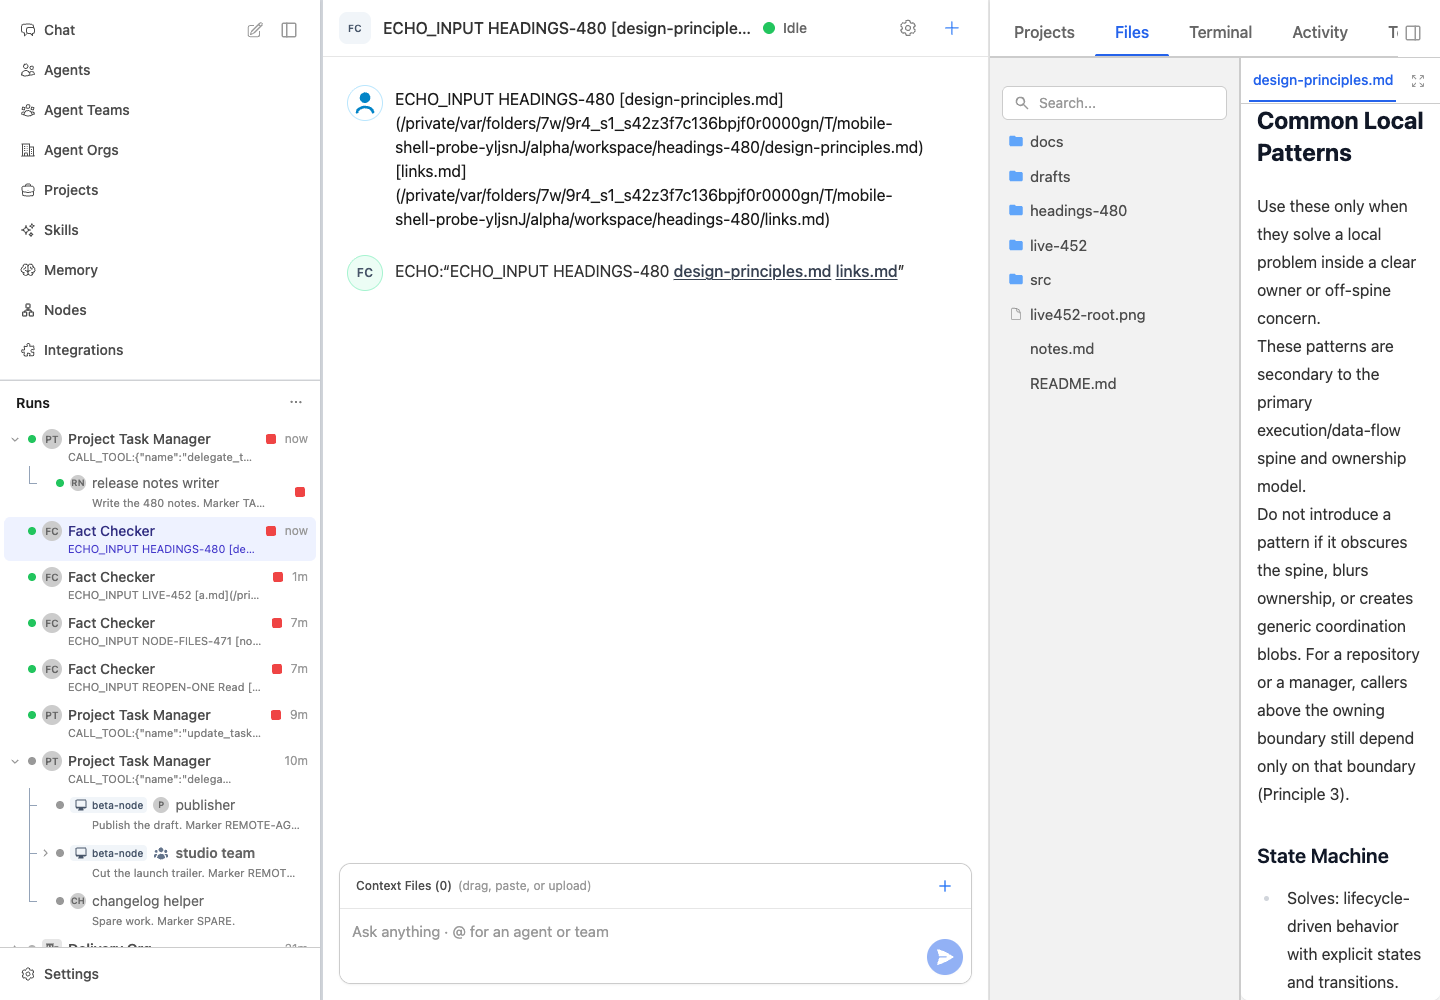 Chat
Agents
Agent Teams
Agent Orgs
Projects
Skills
Memory
Nodes
Integrations
Runs
Project Task Manager
now
CALL_TOOL:{"name":"delegate_t...
RN release notes writer
Write the 480 notes. Marker TA...
FC Fact Checker
now
ECHO_INPUT HEADINGS-480 [de...
FC Fact Checker
1m
ECHO_INPUT LIVE-452 [a.md](/pri...
FC Fact Checker
7m
ECHO_INPUT NODE-FILES-471 [no...
FC Fact Checker
7m
ECHO_INPUT REOPEN-ONE Read [...
PT Project Task Manager
9m
CALL_TOOL:{"name":"update_task...
PT Project Task Manager
10m
CALL_TOOL:{"name":"delega...
beta-node P publisher
Publish the draft. Marker REMOTE-AG...
beta-node studio team
Cut the launch trailer. Marker REMOT...
CH changelog helper
Spare work. Marker SPARE.
Settings
FC ECHO_INPUT HEADINGS-480 [design-principle... Idle
ECHO_INPUT HEADINGS-480 [design-principles.md]
(/private/var/folders/7w/9r4_s1_s42z3f7c136bpjf0r0000gn/T/mobile-
shell-probe-yljsnJ/alpha/workspace/headings-480/design-principles.md)
[links.md]
(/private/var/folders/7w/9r4_s1_s42z3f7c136bpjf0r0000gn/T/mobile-
shell-probe-yljsnJ/alpha/workspace/headings-480/links.md)
FC ECHO:“ECHO_INPUT HEADINGS-480 design-principles.md links.md”
Context Files (0) (drag, paste, or upload)
Ask anything · @ for an agent or team
Projects Files Terminal Activity
Search...
docs
drafts
headings-480
live-452
src
live452-root.png
notes.md
README.md
design-principles.md
Common Local
Patterns
Use these only when
they solve a local
problem inside a clear
owner or off-spine
concern.
These patterns are
secondary to the
primary
execution/data-flow
spine and ownership
model.
Do not introduce a
pattern if it obscures
the spine, blurs
ownership, or creates
generic coordination
blobs. For a repository
or a manager, callers
above the owning
boundary still depend
only on that boundary
(Principle 3).
State Machine
Solves: lifecycle-
driven behavior
with explicit states
and transitions.